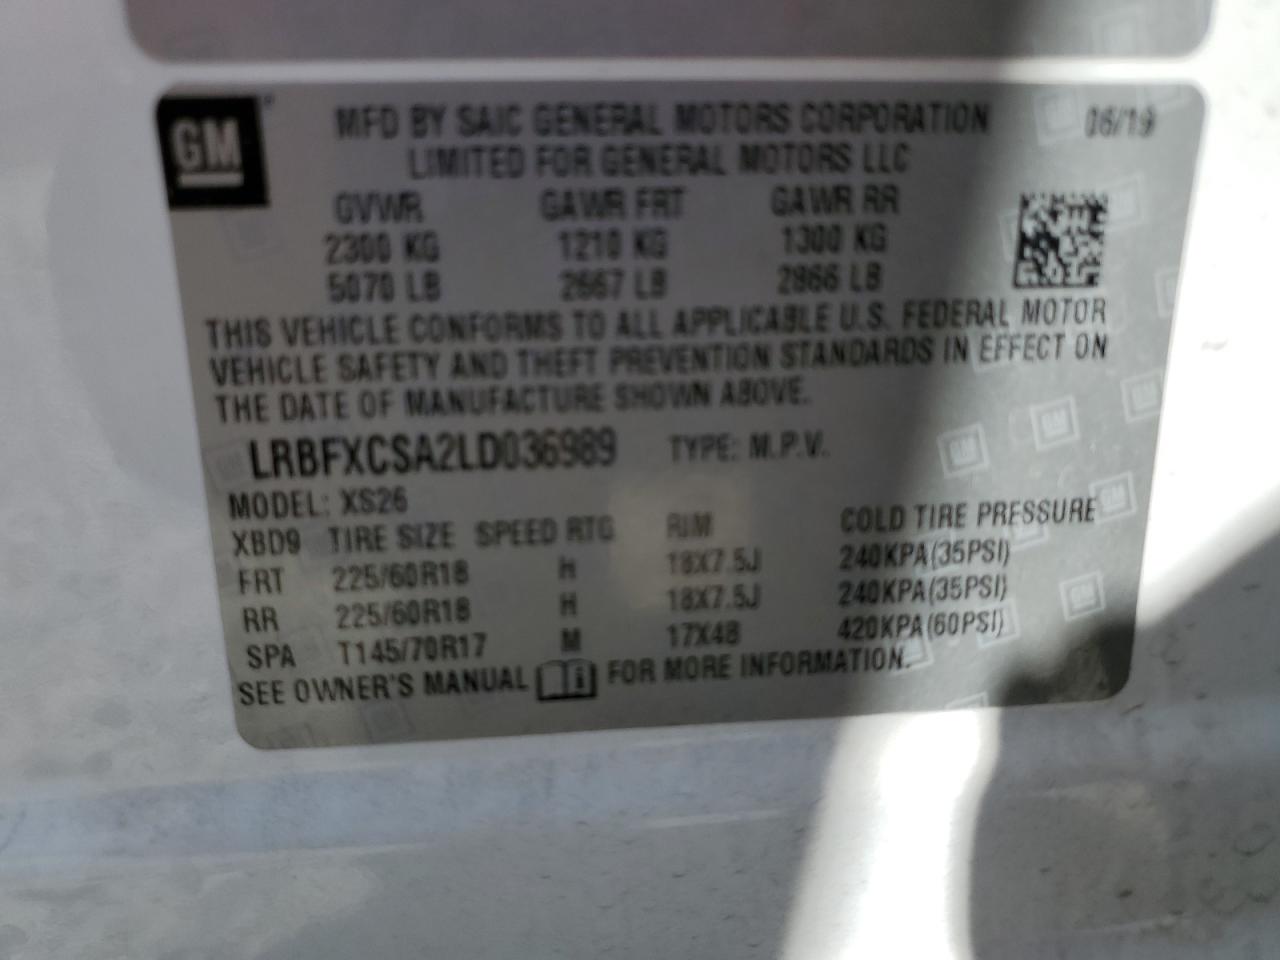 GM
MFD BY SAIC GENERAL MOTORS CORPORATION 06/19
LIMITED FOR GENERAL MOTORS LLC
GVWR GAWR FRT GAWR RR
2300 KG 1210 KG 1300 KG
5070 LB 2667 LB 2866 LB
THIS VEHICLE CONFORMS TO ALL APPLICABLE U.S. FEDERAL MOTOR
VEHICLE SAFETY AND THEFT PREVENTION STANDARDS IN EFFECT ON
THE DATE OF MANUFACTURE SHOWN ABOVE.
LRBFXCSA2LD036989 TYPE: M.P.V.
MODEL: XS26
XBD9 TIRE SIZE SPEED RTG RIM COLD TIRE PRESSURE
FRT 225/60R18 H 18X7.5J 240KPA(35PSI)
RR 225/60R18 H 18X7.5J 240KPA(35PSI)
SPA T145/70R17 M 17X4B 420KPA(60PSI)
SEE OWNER'S MANUAL FOR MORE INFORMATION.